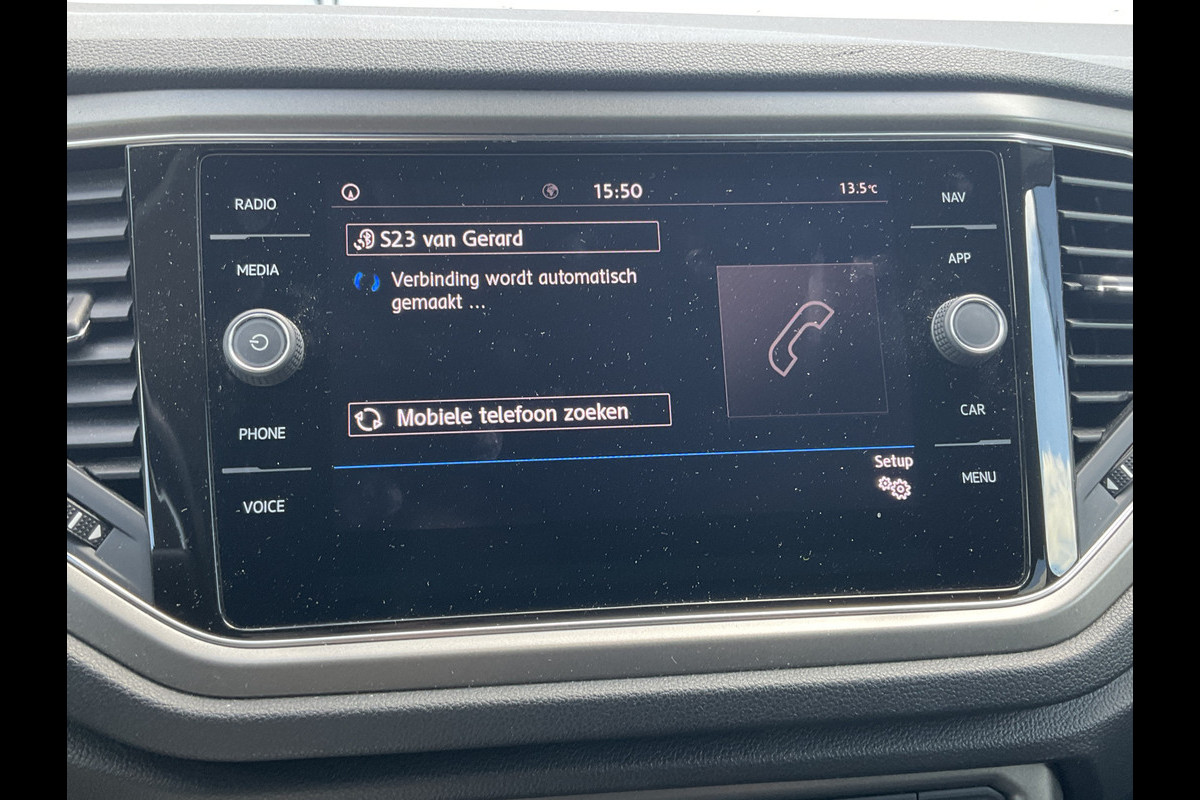 RADIO
MEDIA
PHONE
VOICE
15:50
13.5°C
S23 van Gerard
Verbinding wordt automatisch
gemaakt ...
Mobiele telefoon zoeken
Setup
NAV
APP
CAR
MENU